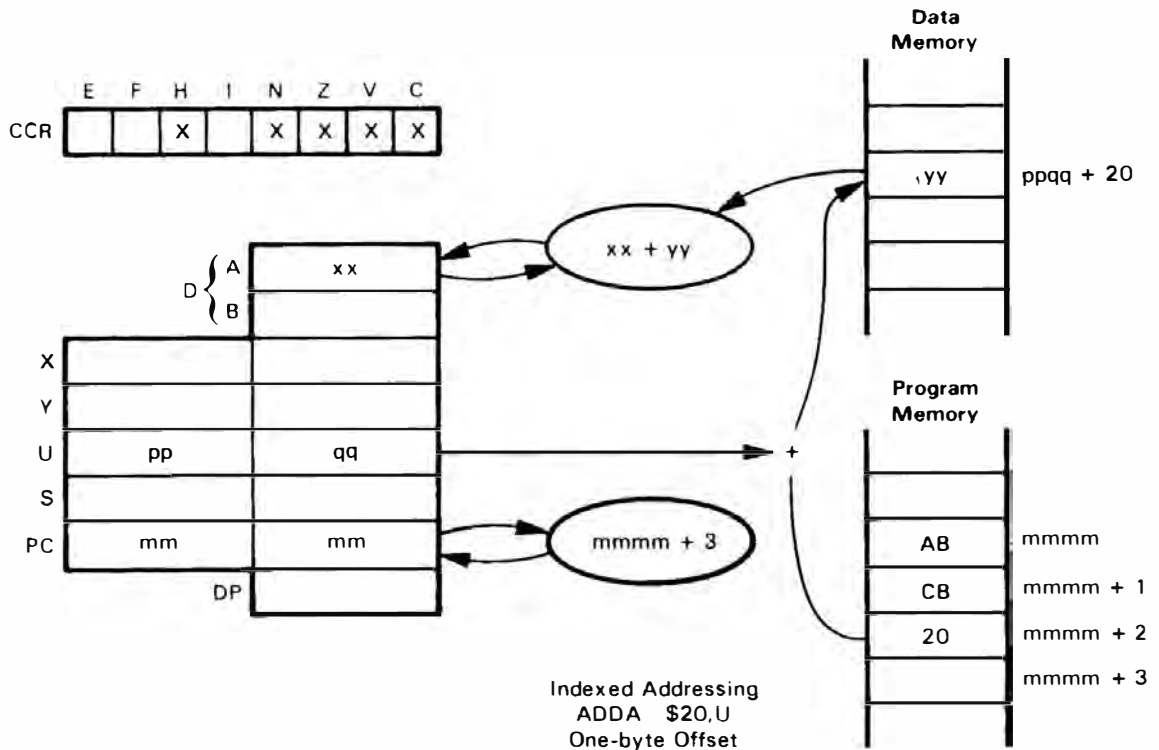 Data
Memory
E F H I N Z V C
CCR X X X X X
yy ppqq + 20
xx + yy
D { A xx
B
X
Y
Program
Memory
U pp qq +
S
PC mm mm mmmm + 3
AB mmmm
CB mmmm + 1
DP
20 mmmm + 2
mmmm + 3
Indexed Addressing
ADDA $20,U
One-byte Offset